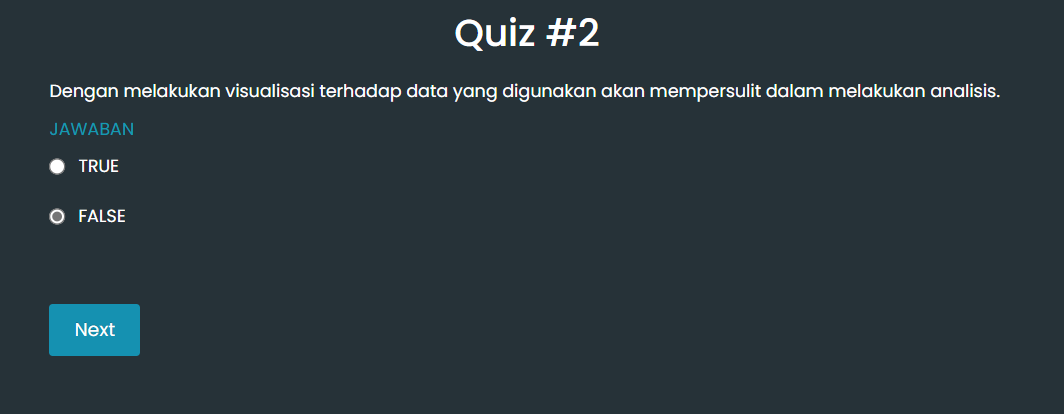 Quiz #2
Dengan melakukan visualisasi terhadap data yang digunakan akan mempersulit dalam melakukan analisis.
JAWABAN
TRUE
FALSE
Next